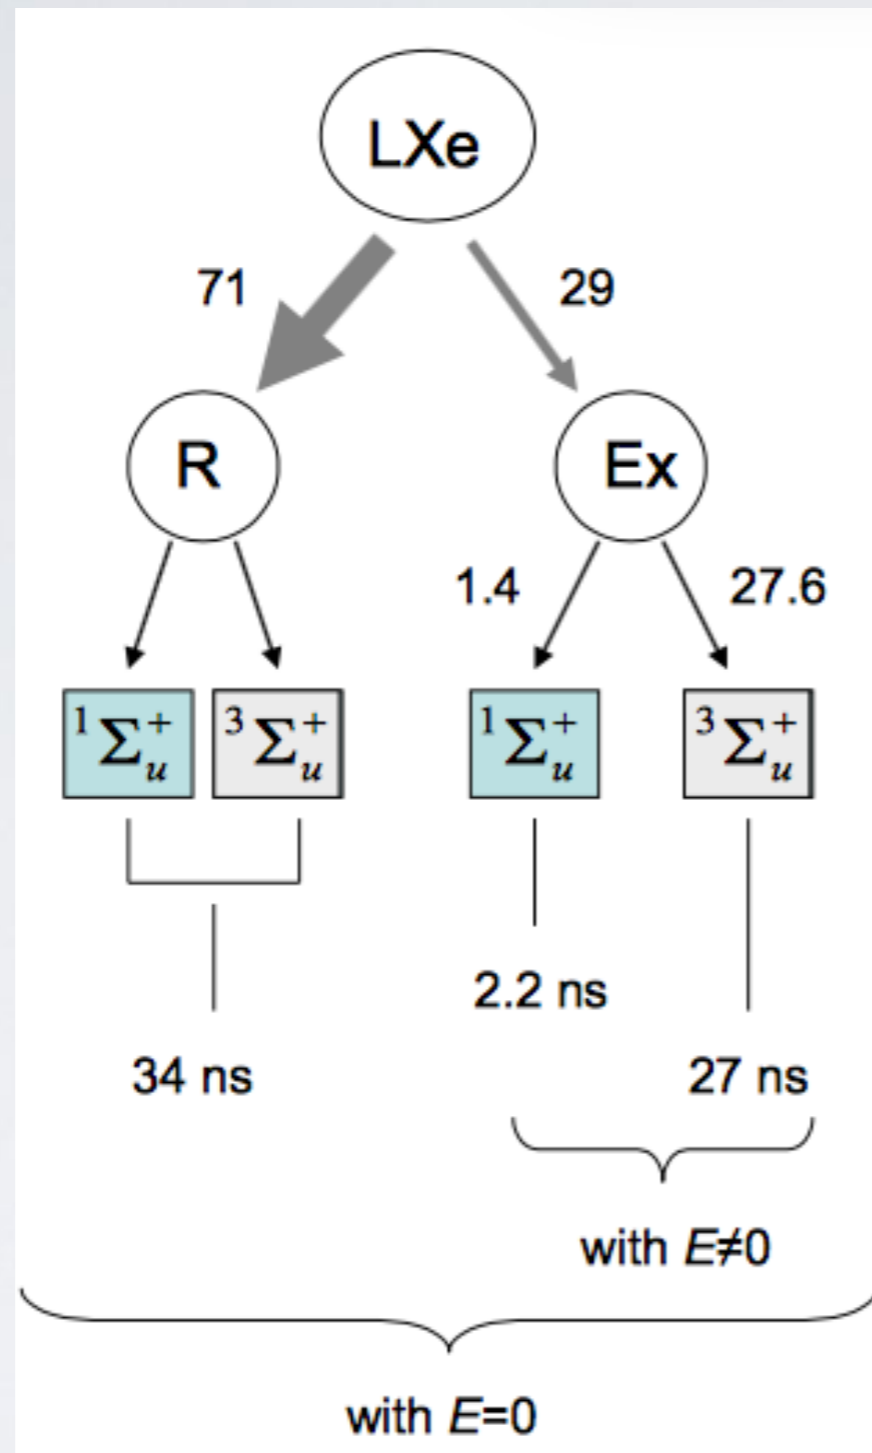 LXe
71 29
R Ex
1.4 27.6
¹Σᵤ⁺ ³Σᵤ⁺ ¹Σᵤ⁺ ³Σᵤ⁺
2.2 ns
34 ns 27 ns
with E≠0
with E=0